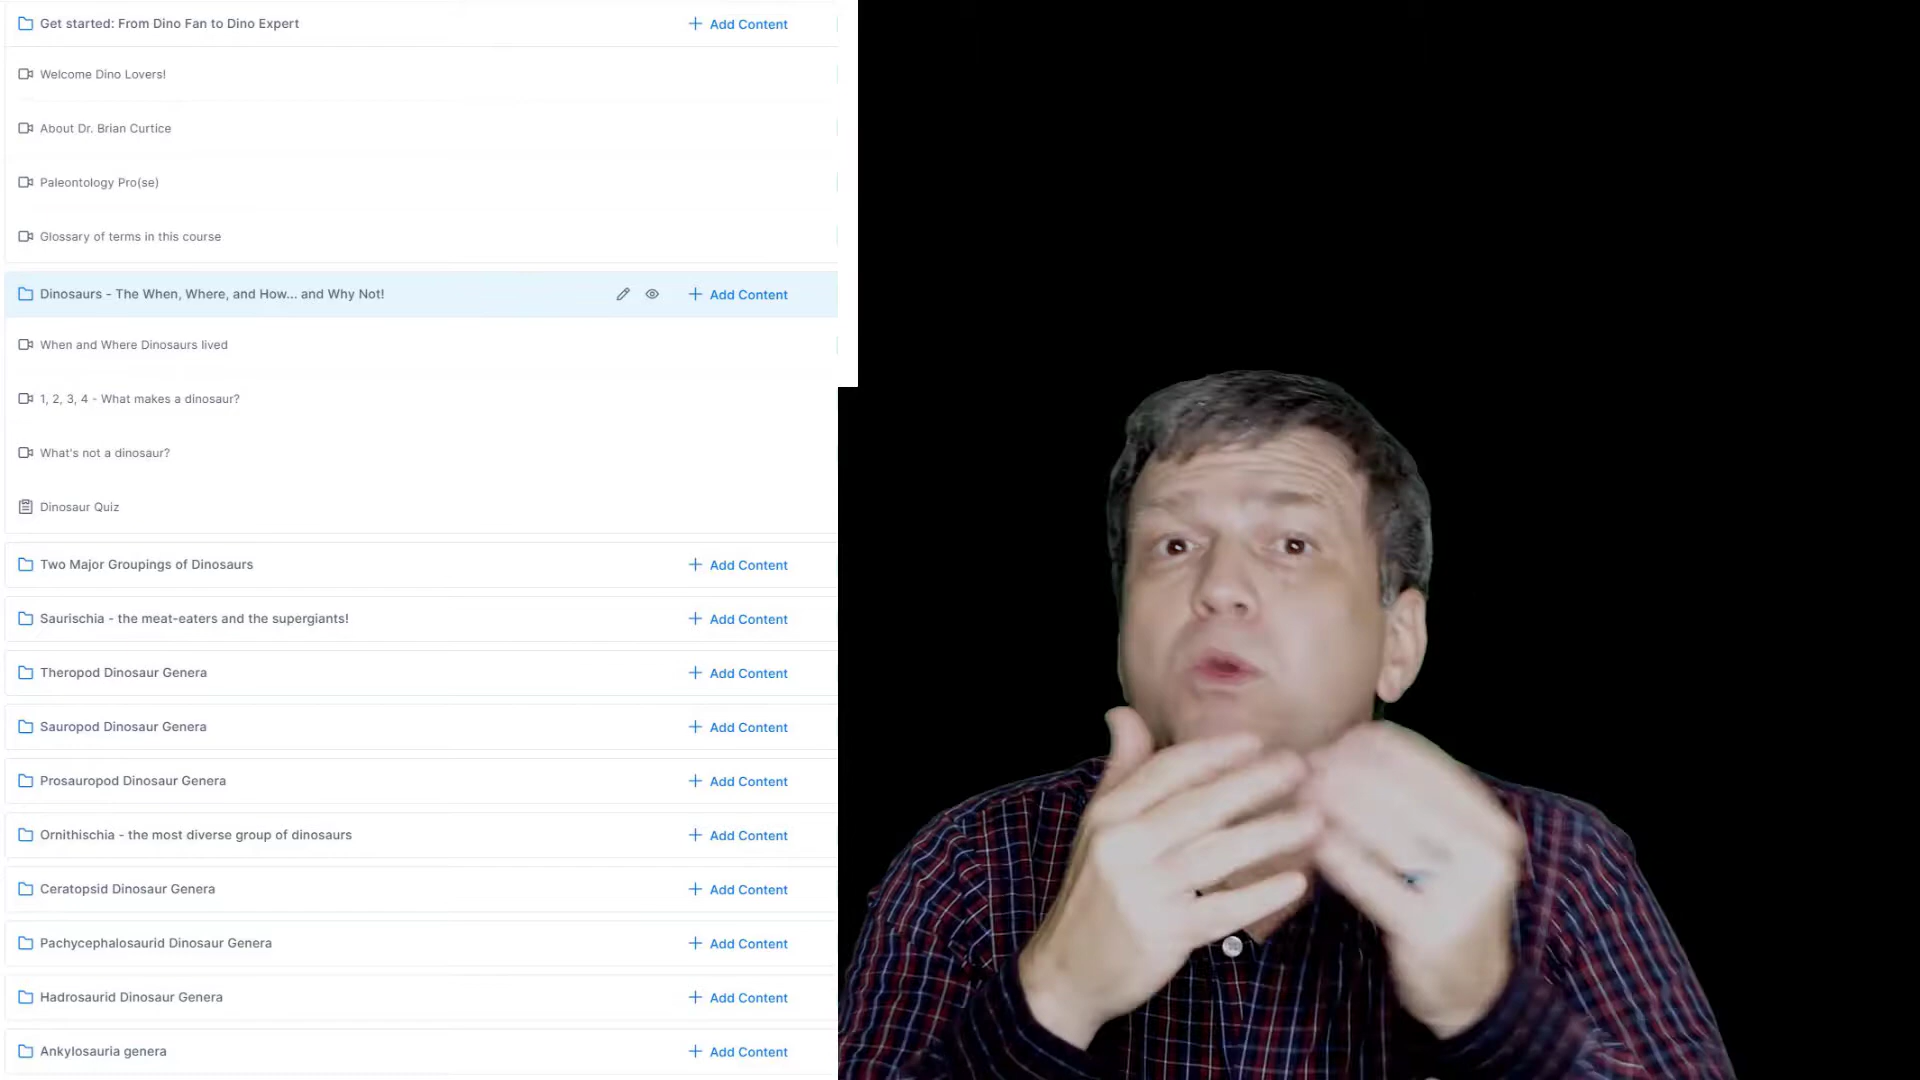 Get started: From Dino Fan to Dino Expert
Add Content
Welcome Dino Lovers!
About Dr. Brian Curtice
Paleontology Pro(se)
Glossary of terms in this course
Dinosaurs - The When, Where, and How... and Why Not!
Add Content
When and Where Dinosaurs lived
1, 2, 3, 4 - What makes a dinosaur?
What's not a dinosaur?
Dinosaur Quiz
Two Major Groupings of Dinosaurs
Add Content
Saurischia - the meat-eaters and the supergiants!
Add Content
Theropod Dinosaur Genera
Add Content
Sauropod Dinosaur Genera
Add Content
Prosauropod Dinosaur Genera
Add Content
Ornithischia - the most diverse group of dinosaurs
Add Content
Ceratopsid Dinosaur Genera
Add Content
Pachycephalosaurid Dinosaur Genera
Add Content
Hadrosaurid Dinosaur Genera
Add Content
Ankylosauria genera
Add Content